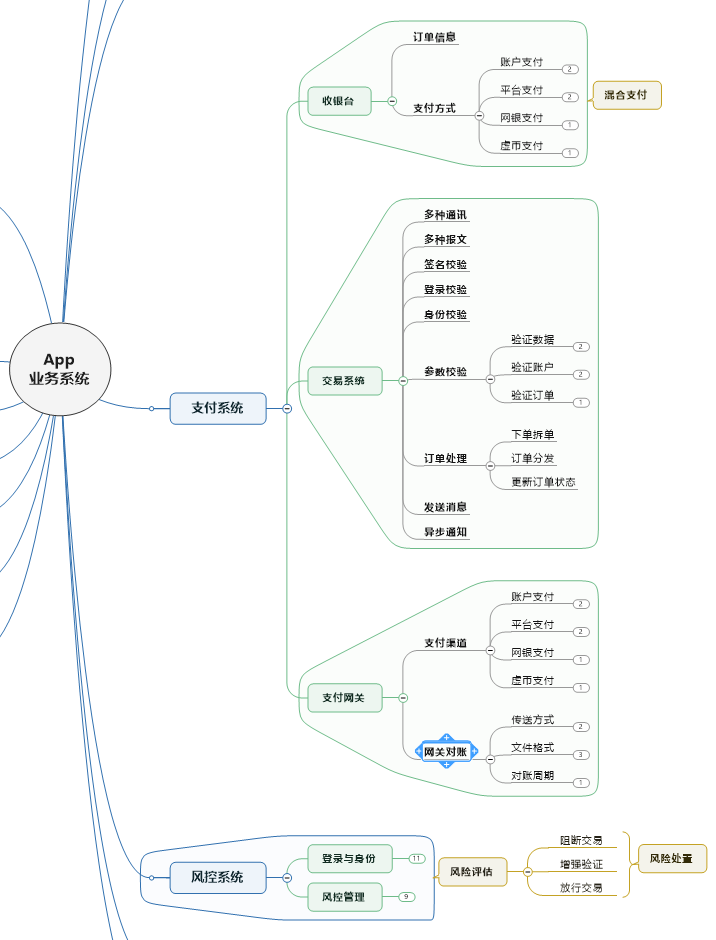 App
业务系统
支付系统
收银台
订单信息
支付方式
账户支付
2
平台支付
2
网银支付
1
虚币支付
1
混合支付
交易系统
多种通讯
多种报文
签名校验
登录校验
身份校验
参数校验
验证数据
2
验证账户
2
验证订单
1
订单处理
下单拆单
订单分发
更新订单状态
发送消息
异步通知
支付网关
支付渠道
账户支付
2
平台支付
2
网银支付
1
虚币支付
1
网关对账
传送方式
2
文件格式
3
对账周期
1
风控系统
登录与身份
11
风控管理
9
风险评估
阻断交易
增强验证
放行交易
风险处置